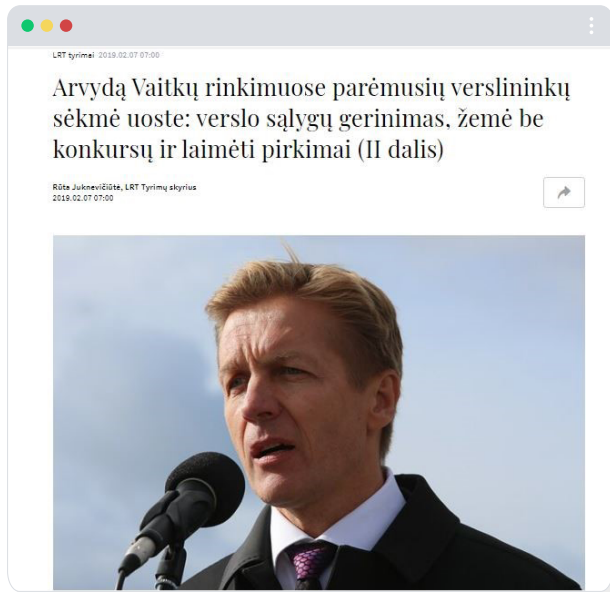 LRT tyrimai 2019.02.07 07:00
Arvydą Vaitkų rinkimuose parėmusių verslininkų
sėkmė uoste: verslo sąlygų gerinimas, žemė be
konkursų ir laimėti pirkimai (II dalis)
Rūta Juknevičiūtė, LRT Tyrimų skyrius
2019.02.07 07:00